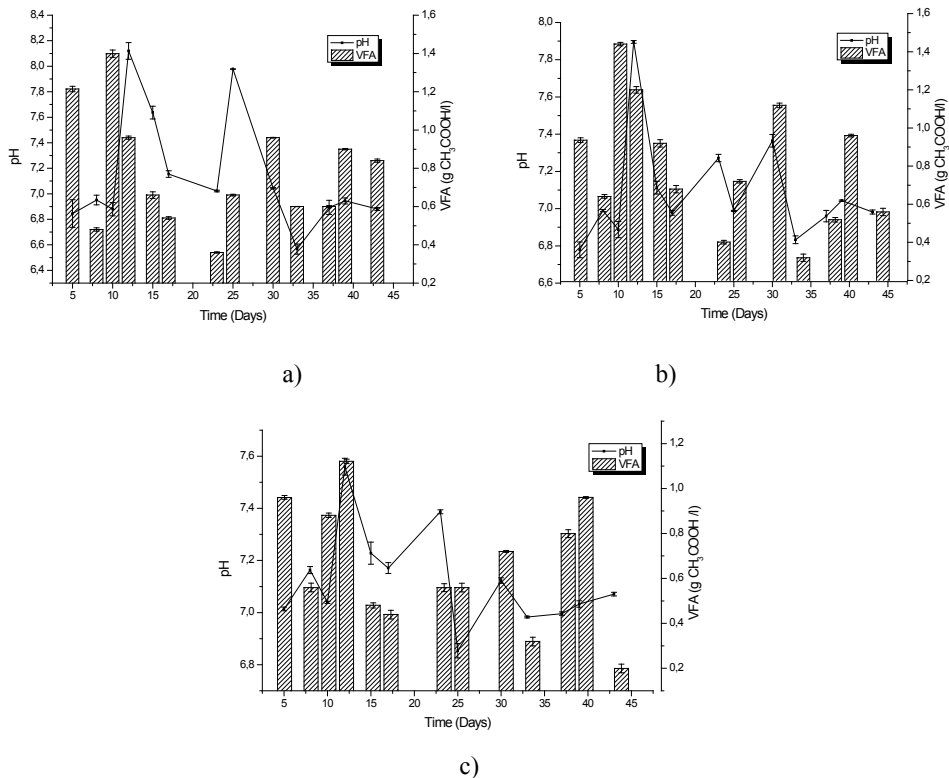 8,4
8,2
8,0
7,8
7,6
7,4
7,2
7,0
6,8
6,6
6,4
pH
5 10 15 20 25 30 35 40 45
Time (Days)
1,6
1,4
1,2
1,0
0,8
0,6
0,4
0,2
VFA (g CH₃COOH/l)
pH
VFA
a)
8,0
7,8
7,6
7,4
7,2
7,0
6,8
6,6
pH
5 10 15 20 25 30 35 40 45
Time (Days)
1,6
1,4
1,2
1,0
0,8
0,6
0,4
0,2
VFA (g CH₃COOH/l)
pH
VFA
b)
7,6
7,4
7,2
7,0
6,8
pH
5 10 15 20 25 30 35 40 45
Time (Days)
1,2
1,0
0,8
0,6
0,4
0,2
VFA (g CH₃COOH /l)
pH
VFA
c)